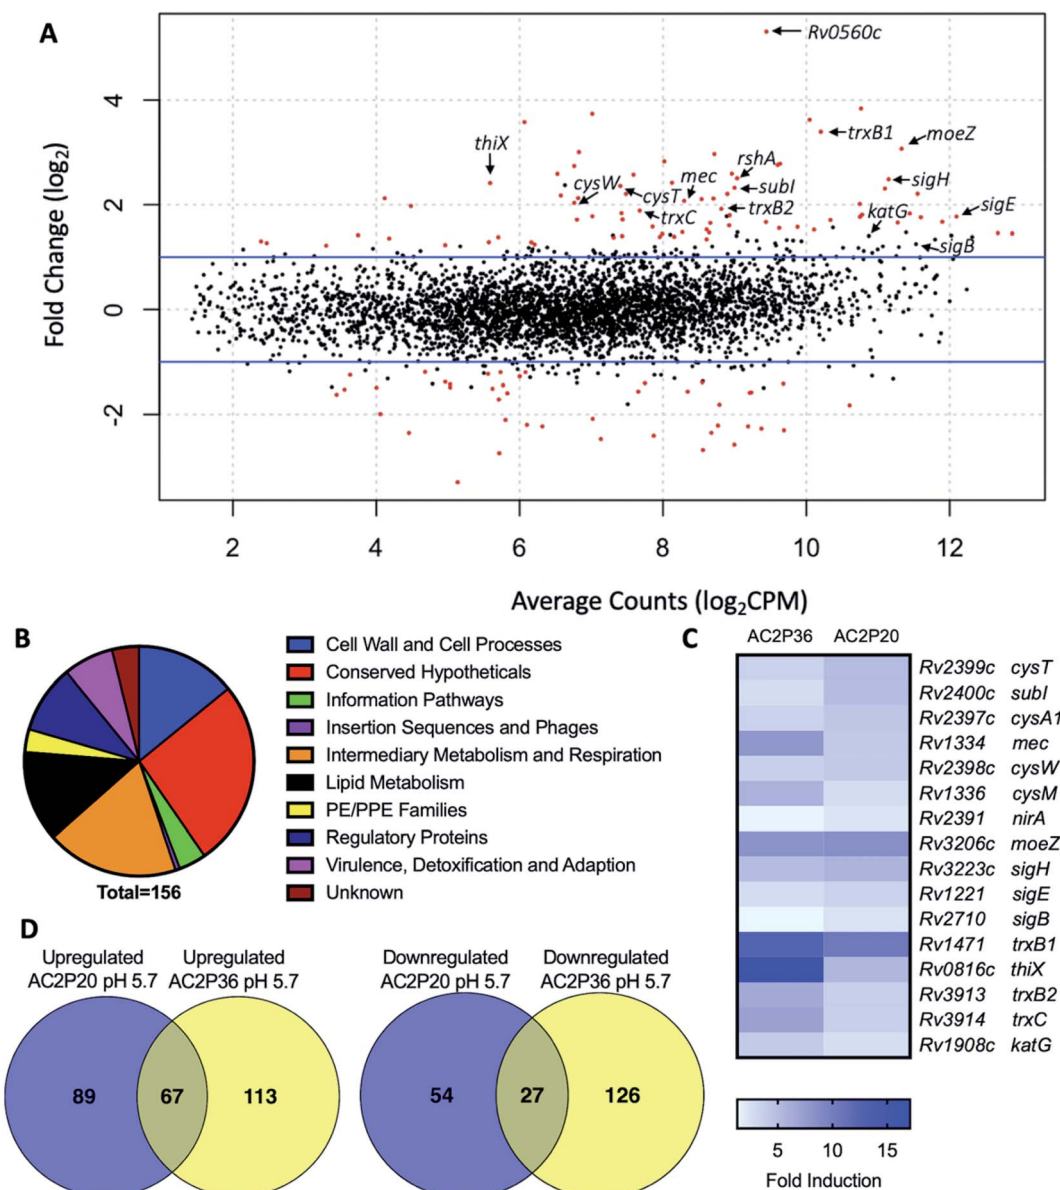 A
Rv0560c
trxB1
moeZ
thiX
rshA
cysW
mec
subI
sigH
cysT
trxB2
katG
sigE
trxC
sigB
Fold Change (log2)
4
2
0
-2
2 4 6 8 10 12
Average Counts (log2CPM)
B
Total=156
Cell Wall and Cell Processes
Conserved Hypotheticals
Information Pathways
Insertion Sequences and Phages
Intermediary Metabolism and Respiration
Lipid Metabolism
PE/PPE Families
Regulatory Proteins
Virulence, Detoxification and Adaption
Unknown
C
AC2P36 AC2P20
Rv2399c cysT
Rv2400c subI
Rv2397c cysA1
Rv1334 mec
Rv2398c cysW
Rv1336 cysM
Rv2391 nirA
Rv3206c moeZ
Rv3223c sigH
Rv1221 sigE
Rv2710 sigB
Rv1471 trxB1
Rv0816c thiX
Rv3913 trxB2
Rv3914 trxC
Rv1908c katG
5 10 15
Fold Induction
D
Upregulated
AC2P20 pH 5.7
Upregulated
AC2P36 pH 5.7
89 67 113
Downregulated
AC2P20 pH 5.7
Downregulated
AC2P36 pH 5.7
54 27 126